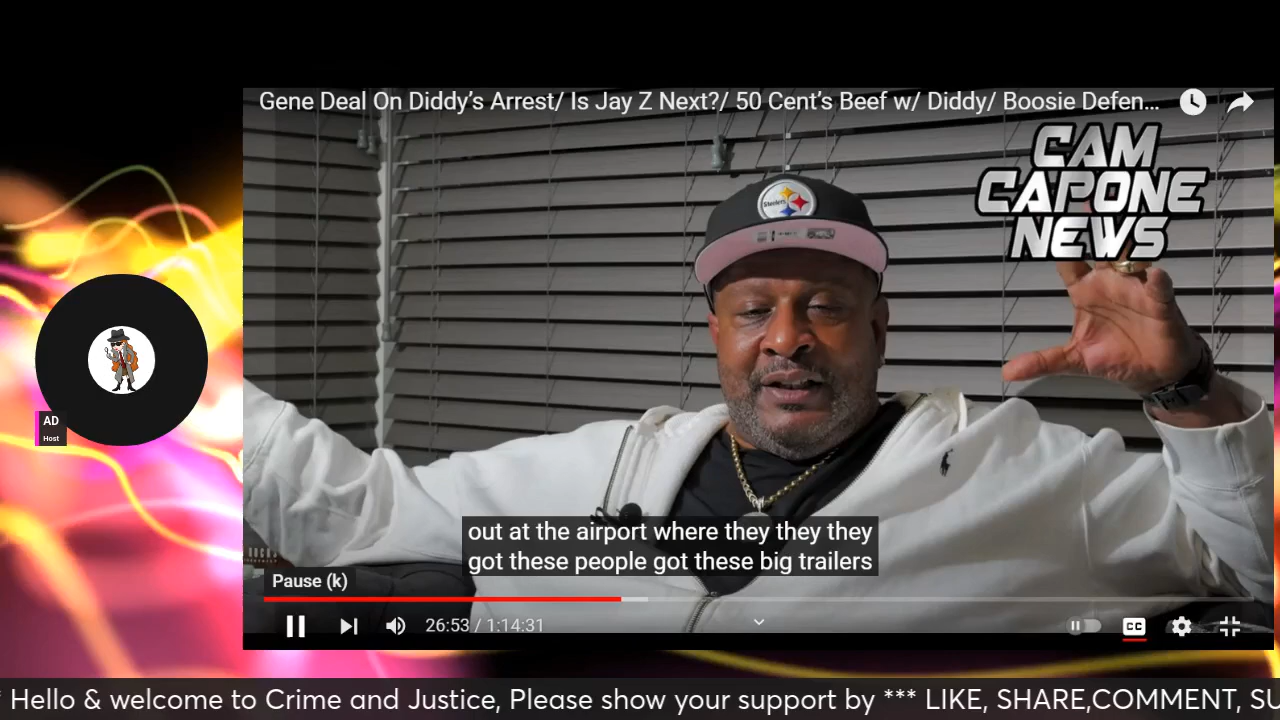 Gene Deal On Diddy’s Arrest/ Is Jay Z Next?/ 50 Cent’s Beef w/ Diddy/ Boosie Defen...
CAM
CAPONE
NEWS
Steelers
AD
Host
out at the airport where they they they
got these people got these big trailers
ROCKS
Pause (k)
26:53 / 1:14:31
CC
* Hello & welcome to Crime and Justice, Please show your support by *** LIKE, SHARE,COMMENT, SU